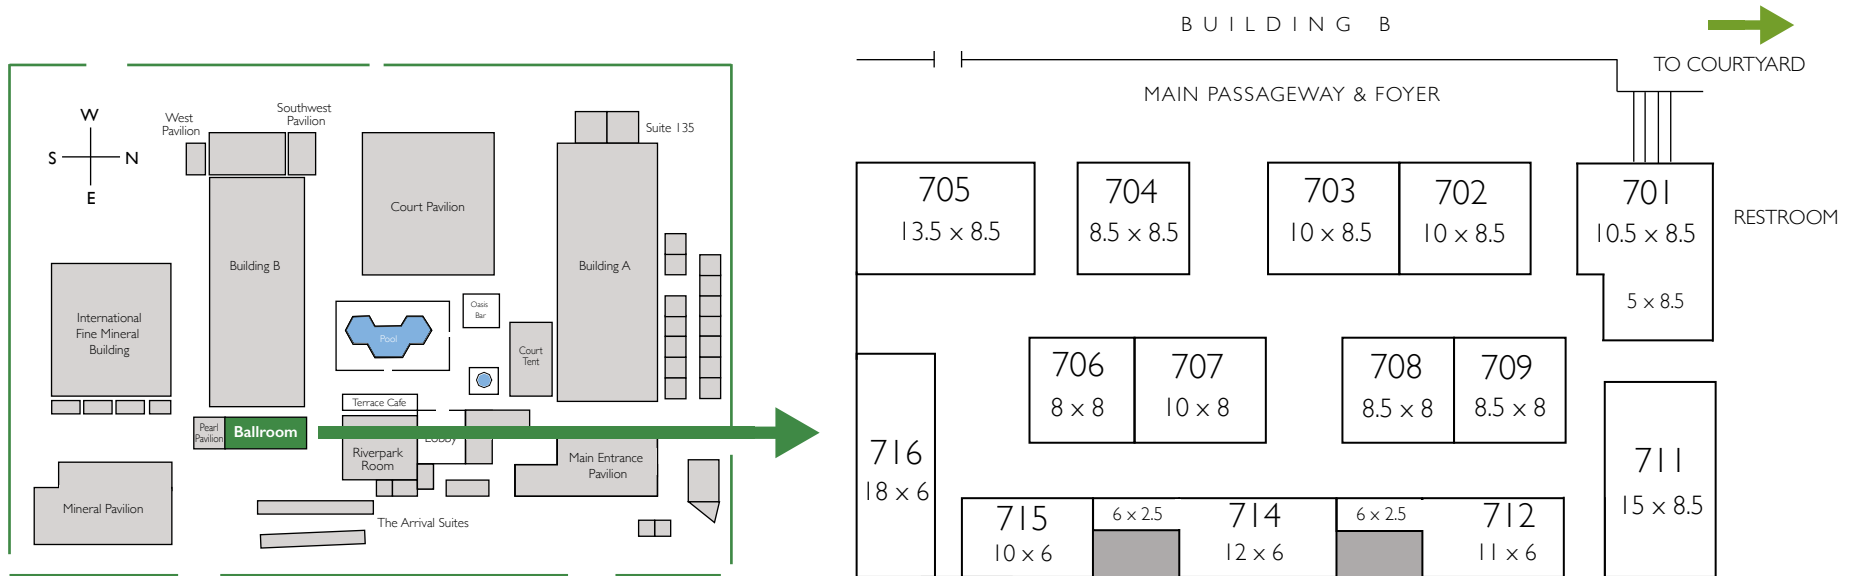 W
S N
E
West
Pavilion
Southwest
Pavilion
Suite 135
Court Pavilion
Building B
Building A
International
Fine Mineral
Building
Oasis
Bar
Pool
Court
Tent
Terrace Cafe
Pearl
Pavilion
Ballroom
Lobby
Riverpark
Room
Main Entrance
Pavilion
Mineral Pavilion
The Arrival Suites
BUILDING B
TO COURTYARD
MAIN PASSAGEWAY & FOYER
705
13.5 x 8.5
704
8.5 x 8.5
703
10 x 8.5
702
10 x 8.5
701
10.5 x 8.5
5 x 8.5
RESTROOM
706
8 x 8
707
10 x 8
708
8.5 x 8
709
8.5 x 8
716
18 x 6
711
15 x 8.5
715
10 x 6
6 x 2.5
714
12 x 6
6 x 2.5
712
11 x 6